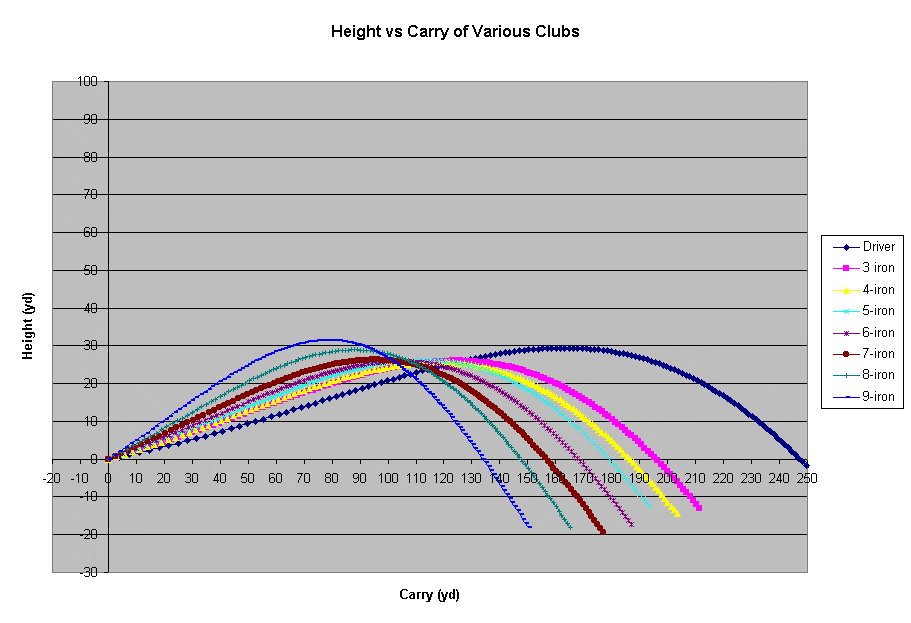 Height vs Carry of Various Clubs
100
90
80
70
60
50
40
30
20
10
0
-10
-20
-30
-20 -10 0 10 20 30 40 50 60 70 80 90 100 110 120 130 140 150 160 170 180 190 200 210 220 230 240 250
Height (yd)
Carry (yd)
Driver
3 iron
4-iron
5-iron
6-iron
7-iron
8-iron
9-iron